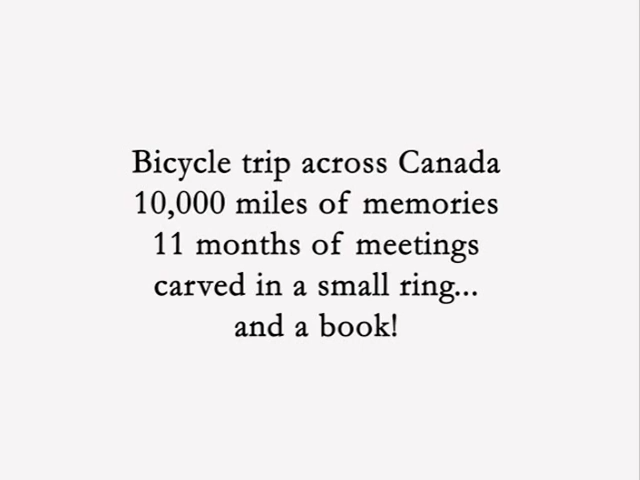 Bicycle trip across Canada
10,000 miles of memories
11 months of meetings
carved in a small ring...
and a book!